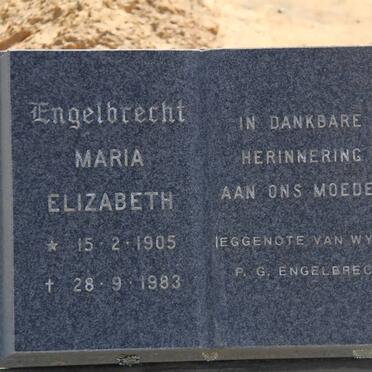 Engelbrecht
MARIA
ELIZABETH
* 15·2·1905
† 28·9·1983
IN DANKBARE
HERINNERING
AAN ONS MOEDE
EGGENOTE VAN WY
P. G. ENGELBREC